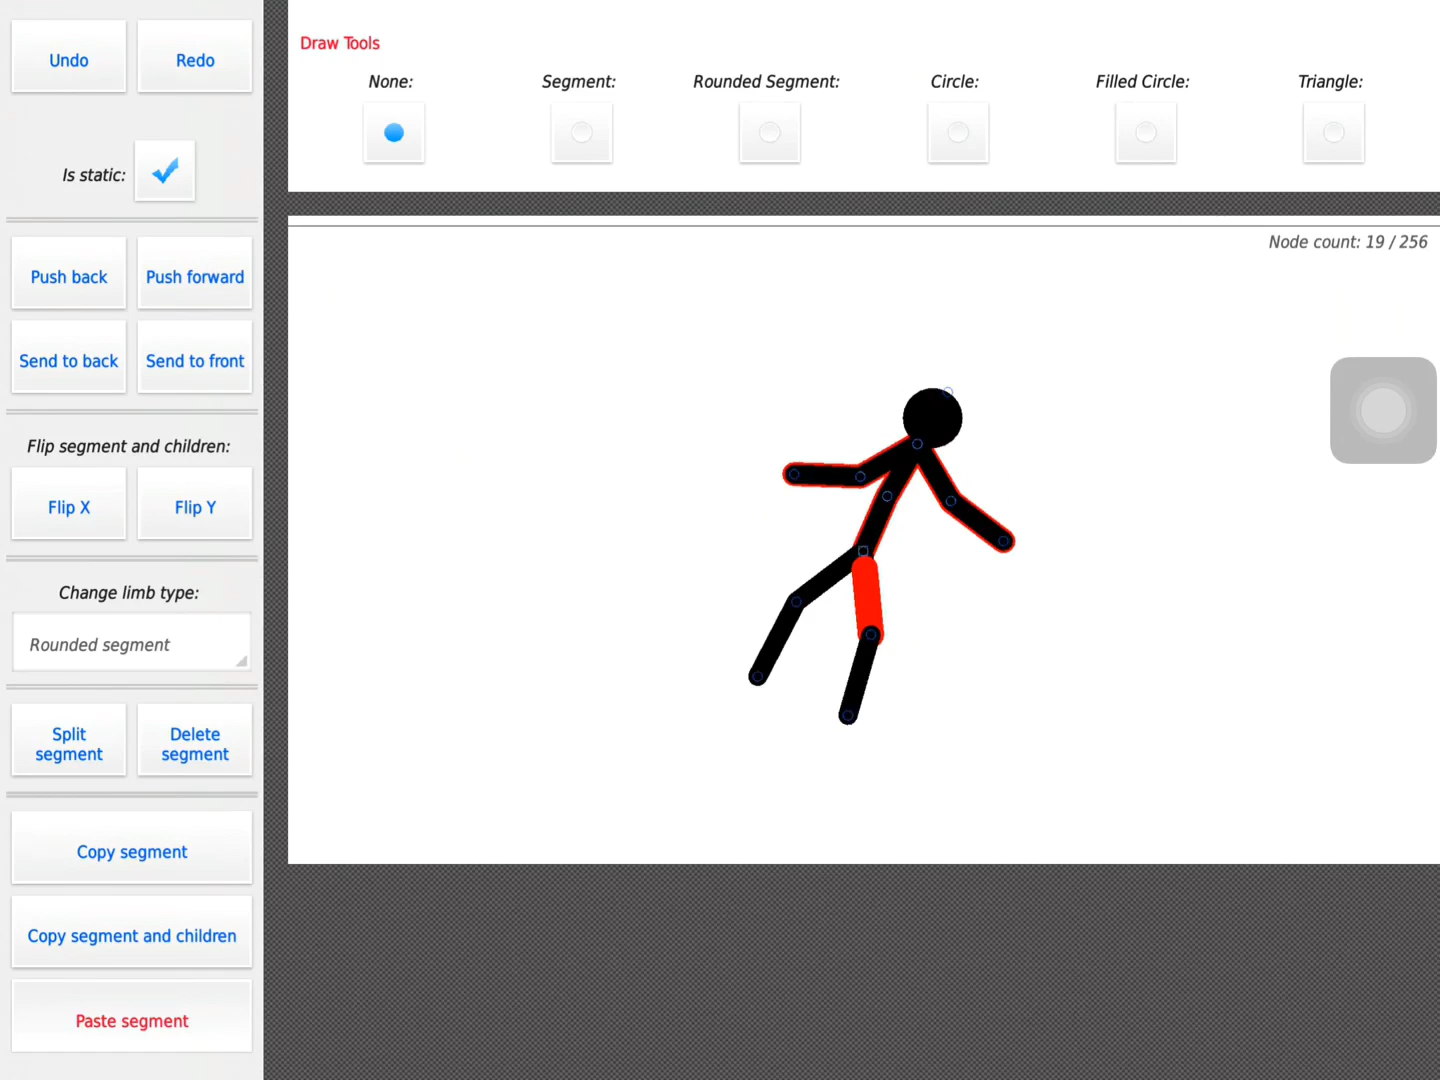 Undo
Redo
Is static:
Push back
Push forward
Send to back
Send to front
Flip segment and children:
Flip X
Flip Y
Change limb type:
Rounded segment
Split segment
Delete segment
Copy segment
Copy segment and children
Paste segment
Draw Tools
None:
Segment:
Rounded Segment:
Circle:
Filled Circle:
Triangle:
Node count: 19 / 256